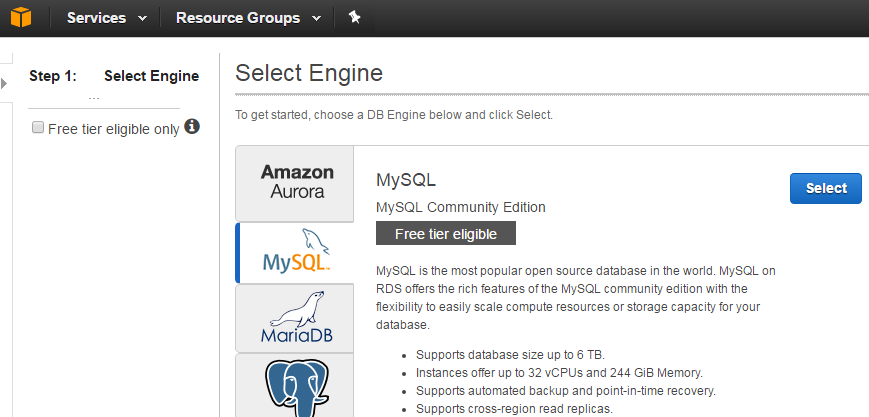 Services Resource Groups
Step 1: Select Engine
...
Free tier eligible only
Select Engine
To get started, choose a DB Engine below and click Select.
Amazon
Aurora
MySQL
MariaDB
MySQL
Select
MySQL Community Edition
Free tier eligible
MySQL is the most popular open source database in the world. MySQL on
RDS offers the rich features of the MySQL community edition with the
flexibility to easily scale compute resources or storage capacity for your
database.
• Supports database size up to 6 TB.
• Instances offer up to 32 vCPUs and 244 GiB Memory.
• Supports automated backup and point-in-time recovery.
• Supports cross-region read replicas.